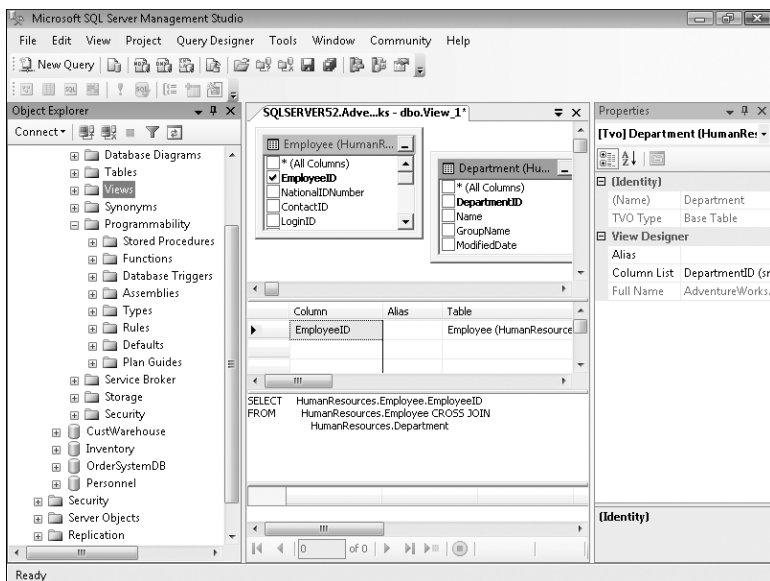 Microsoft SQL Server Management Studio
File Edit View Project Query Designer Tools Window Community Help
New Query
Object Explorer
Connect
Database Diagrams
Tables
Views
Synonyms
Programmability
Stored Procedures
Functions
Database Triggers
Assemblies
Types
Rules
Defaults
Plan Guides
Service Broker
Storage
Security
CustWarehouse
Inventory
OrderSystemDB
Personnel
Security
Server Objects
Replication
SQLSERVER52.Adve...ks - dbo.View_1*
Employee (HumanR...
* (All Columns)
EmployeeID
NationalIDNumber
ContactID
LoginID
Department (Hu...
* (All Columns)
DepartmentID
Name
GroupName
ModifiedDate
Column Alias Table
EmployeeID Employee (HumanResource
SELECT HumanResources.Employee.EmployeeID
FROM HumanResources.Employee CROSS JOIN
HumanResources.Department
0 of 0
Properties
[Tvo] Department (HumanRes
(Identity)
(Name) Department
TVO Type Base Table
View Designer
Alias
Column List DepartmentID (sr
Full Name AdventureWorks.
(Identity)
Ready